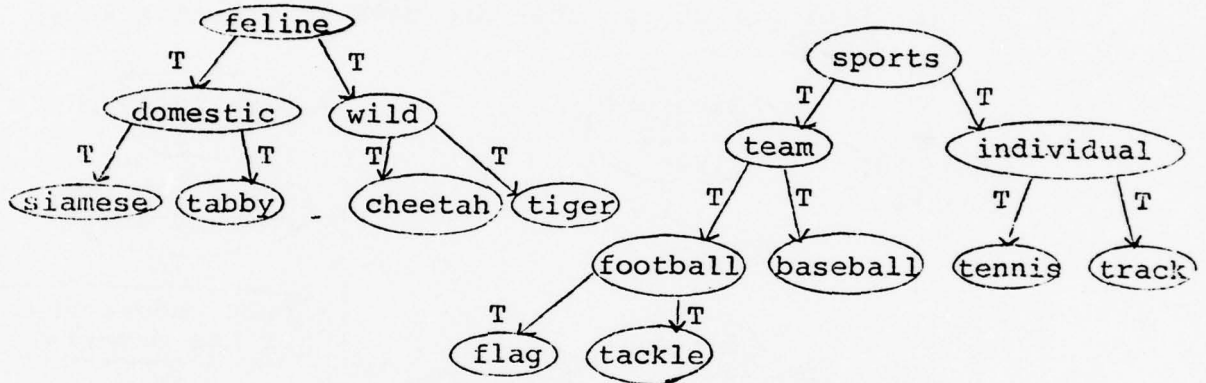 feline
T T
domestic wild
T T T T
siamese tabby cheetah tiger
sports
T T
team individual
T T T T
football baseball tennis track
T T
flag tackle